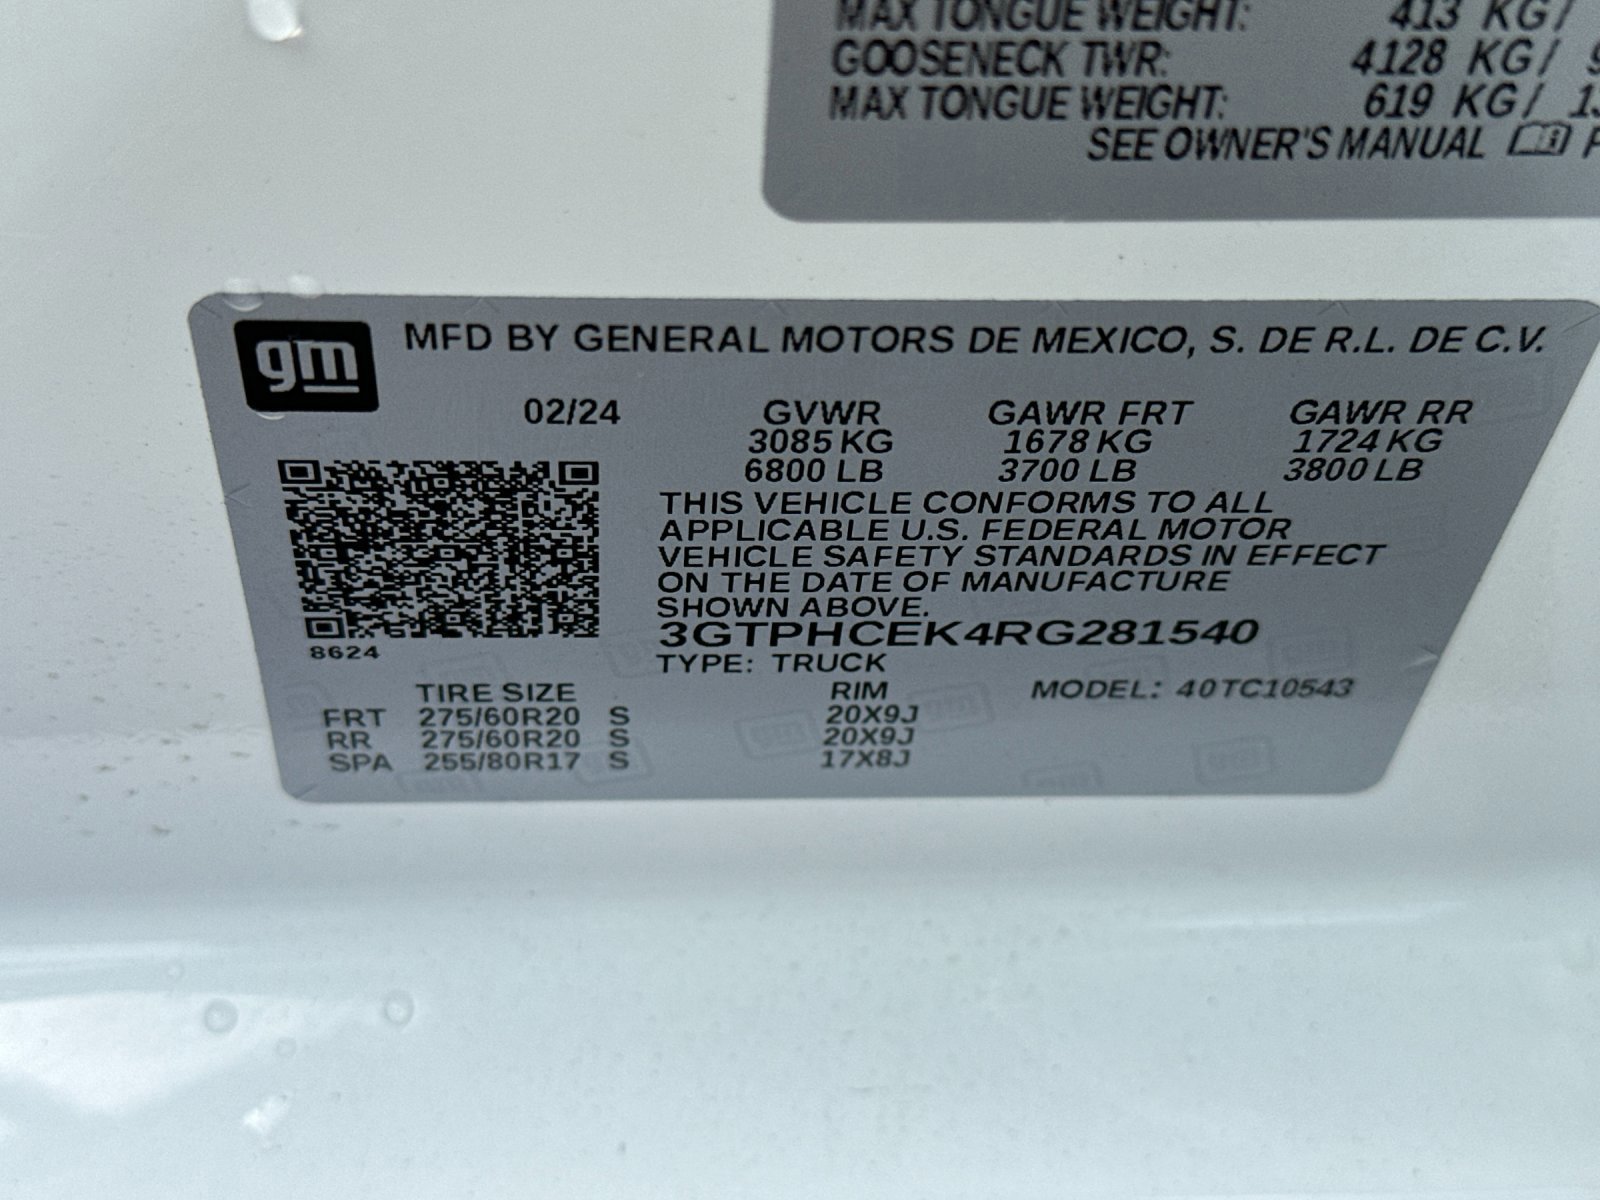 MAX TONGUE WEIGHT: 413 KG/
GOOSENECK TWR: 4128 KG/ 9
MAX TONGUE WEIGHT: 619 KG/ 13
SEE OWNER'S MANUAL
gm MFD BY GENERAL MOTORS DE MEXICO, S. DE R.L. DE C.V.
02/24 GVWR GAWR FRT GAWR RR
3085 KG 1678 KG 1724 KG
6800 LB 3700 LB 3800 LB
THIS VEHICLE CONFORMS TO ALL
APPLICABLE U.S. FEDERAL MOTOR
VEHICLE SAFETY STANDARDS IN EFFECT
ON THE DATE OF MANUFACTURE
SHOWN ABOVE.
3GTPHCEK4RG281540
8624
TYPE: TRUCK
TIRE SIZE RIM MODEL: 40TC10543
FRT 275/60R20 S 20X9J
RR 275/60R20 S 20X9J
SPA 255/80R17 S 17X8J